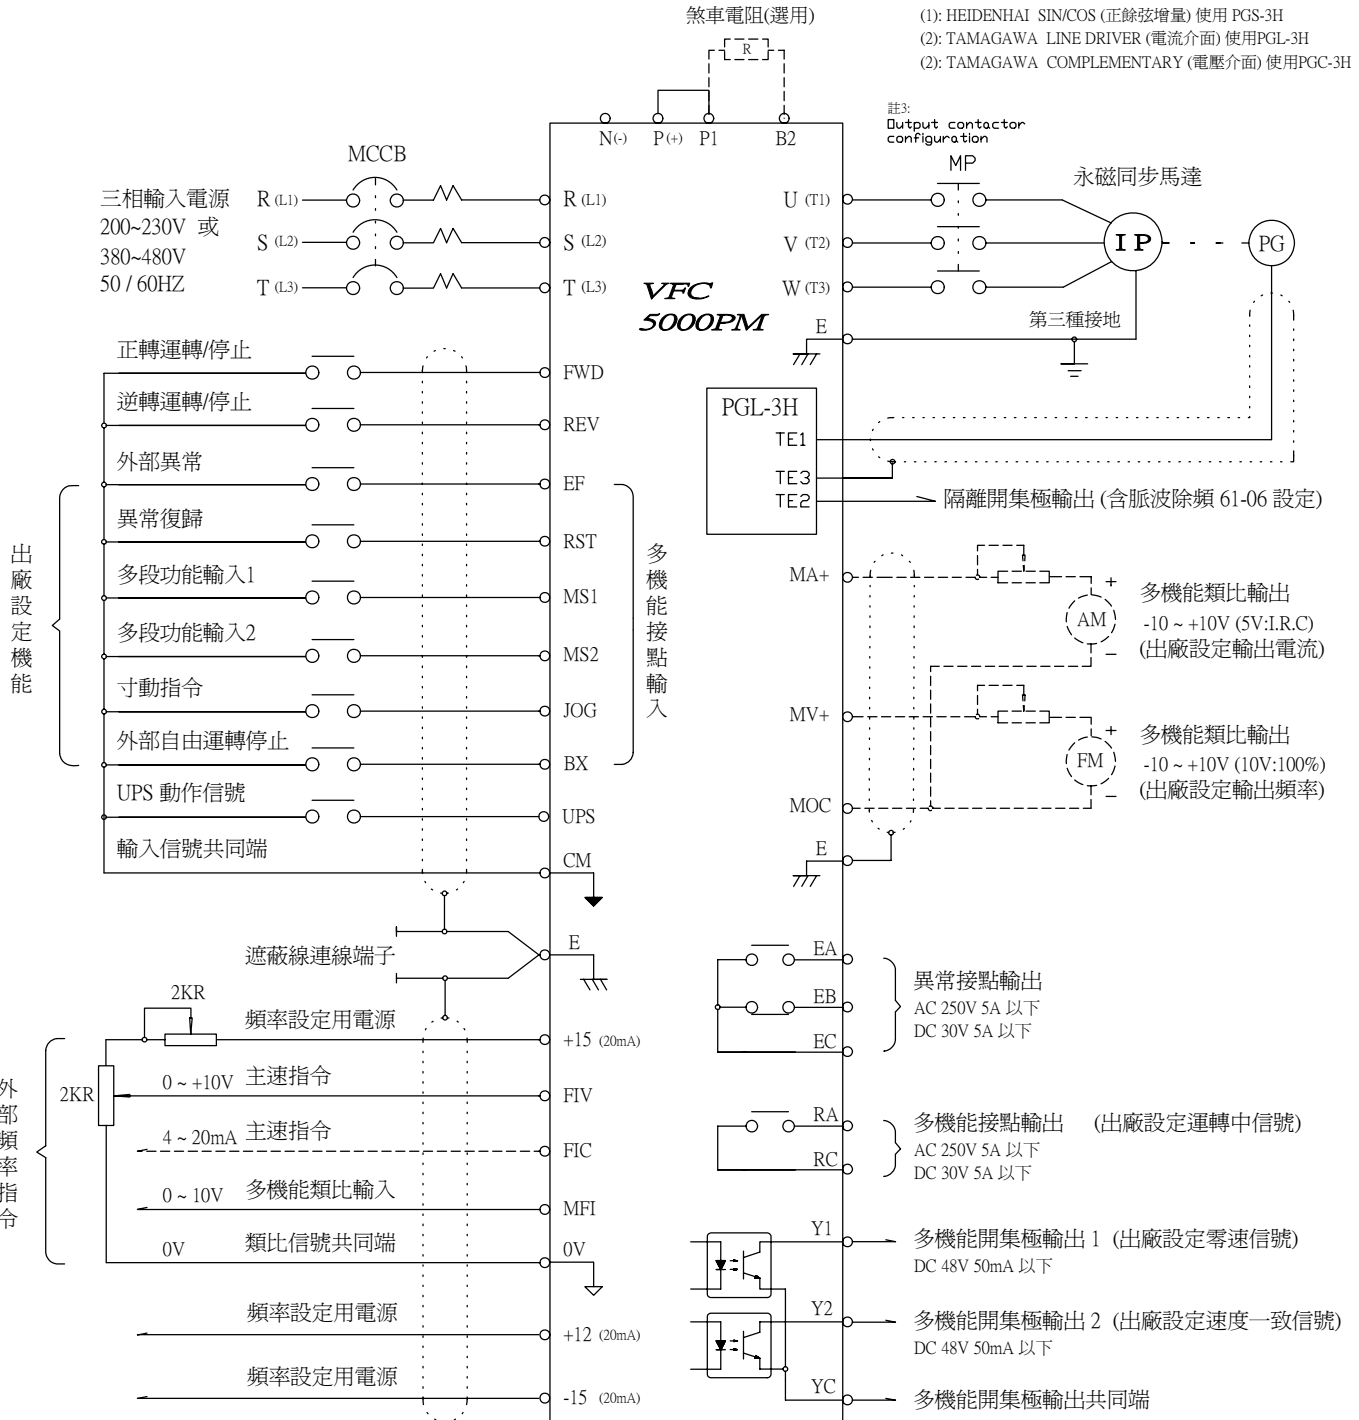 煞車電阻(選用)
R
(1): HEIDENHAI SIN/COS (正餘弦增量) 使用 PGS-3H
(2): TAMAGAWA LINE DRIVER (電流介面) 使用PGL-3H
(2): TAMAGAWA COMPLEMENTARY (電壓介面) 使用PGC-3H
註3:
Output contactor
configuration
MP
N(-) P(+) P1 B2
MCCB
三相輸入電源
200~230V 或
380~480V
50 / 60HZ
R (L1)
S (L2)
T (L3)
R (L1)
S (L2)
T (L3)
VFC
5000PM
U (T1)
V (T2)
W (T3)
E
永磁同步馬達
IP
PG
第三種接地
正轉運轉/停止
FWD
逆轉運轉/停止
REV
外部異常
EF
異常復歸
RST
多段功能輸入1
MS1
多段功能輸入2
MS2
寸動指令
JOG
外部自由運轉停止
BX
UPS 動作信號
UPS
輸入信號共同端
CM
出廠設定機能
多機能接點輸入
PGL-3H
TE1
TE3
TE2
隔離開集極輸出 (含脈波除頻 61-06 設定)
MA+
AM
+
−
多機能類比輸出
-10 ~ +10V (5V:I.R.C)
(出廠設定輸出電流)
MV+
FM
+
−
多機能類比輸出
-10 ~ +10V (10V:100%)
(出廠設定輸出頻率)
MOC
E
遮蔽線連線端子
E
EA
EB
EC
異常接點輸出
AC 250V 5A 以下
DC 30V 5A 以下
2KR
頻率設定用電源
+15 (20mA)
2KR
0 ~ +10V 主速指令
FIV
4 ~ 20mA 主速指令
FIC
0 ~ 10V 多機能類比輸入
MFI
0V 類比信號共同端
0V
外部頻率指令
頻率設定用電源
+12 (20mA)
頻率設定用電源
-15 (20mA)
RA
RC
多機能接點輸出 (出廠設定運轉中信號)
AC 250V 5A 以下
DC 30V 5A 以下
Y1
多機能開集極輸出 1 (出廠設定零速信號)
DC 48V 50mA 以下
Y2
多機能開集極輸出 2 (出廠設定速度一致信號)
DC 48V 50mA 以下
YC
多機能開集極輸出共同端